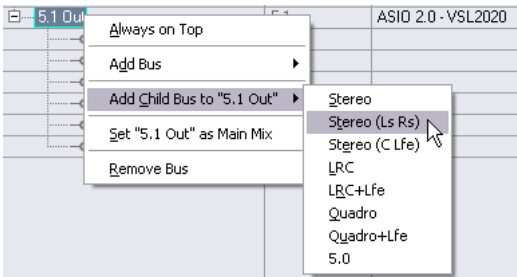 5.1 Out
ASIO 2.0 - VSL2020
Always on Top
Add Bus
Add Child Bus to "5.1 Out"
Set "5.1 Out" as Main Mix
Remove Bus
Stereo
Stereo (Ls Rs)
Stereo (C Lfe)
LRC
LRC+Lfe
Quadro
Quadro+Lfe
5.0